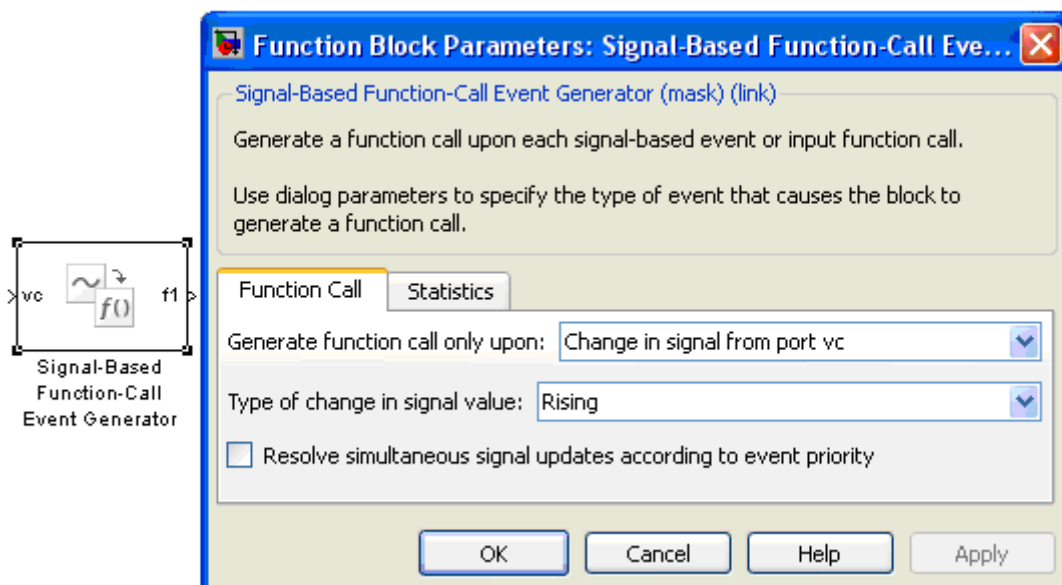 Function Block Parameters: Signal-Based Function-Call Eve...
Signal-Based Function-Call Event Generator (mask) (link)
Generate a function call upon each signal-based event or input function call.
Use dialog parameters to specify the type of event that causes the block to
generate a function call.
Function Call
Statistics
Generate function call only upon: Change in signal from port vc
Type of change in signal value: Rising
Resolve simultaneous signal updates according to event priority
OK
Cancel
Help
Apply
vc
f()
f1
Signal-Based
Function-Call
Event Generator